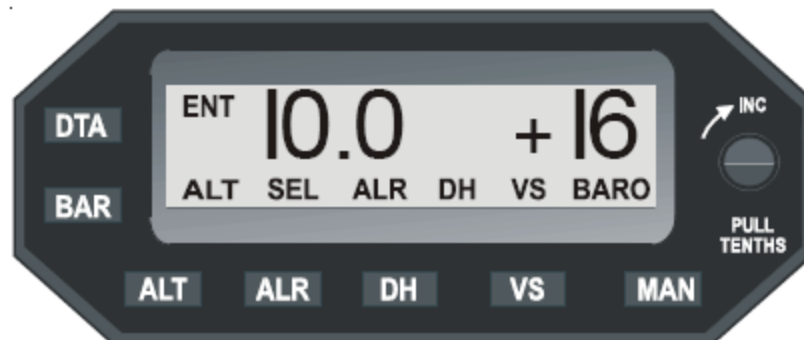 INC
DTA
ENT 10.0 + 16
ALT SEL ALR DH VS BARO
BAR
PULL
TENTHS
ALT ALR DH VS MAN